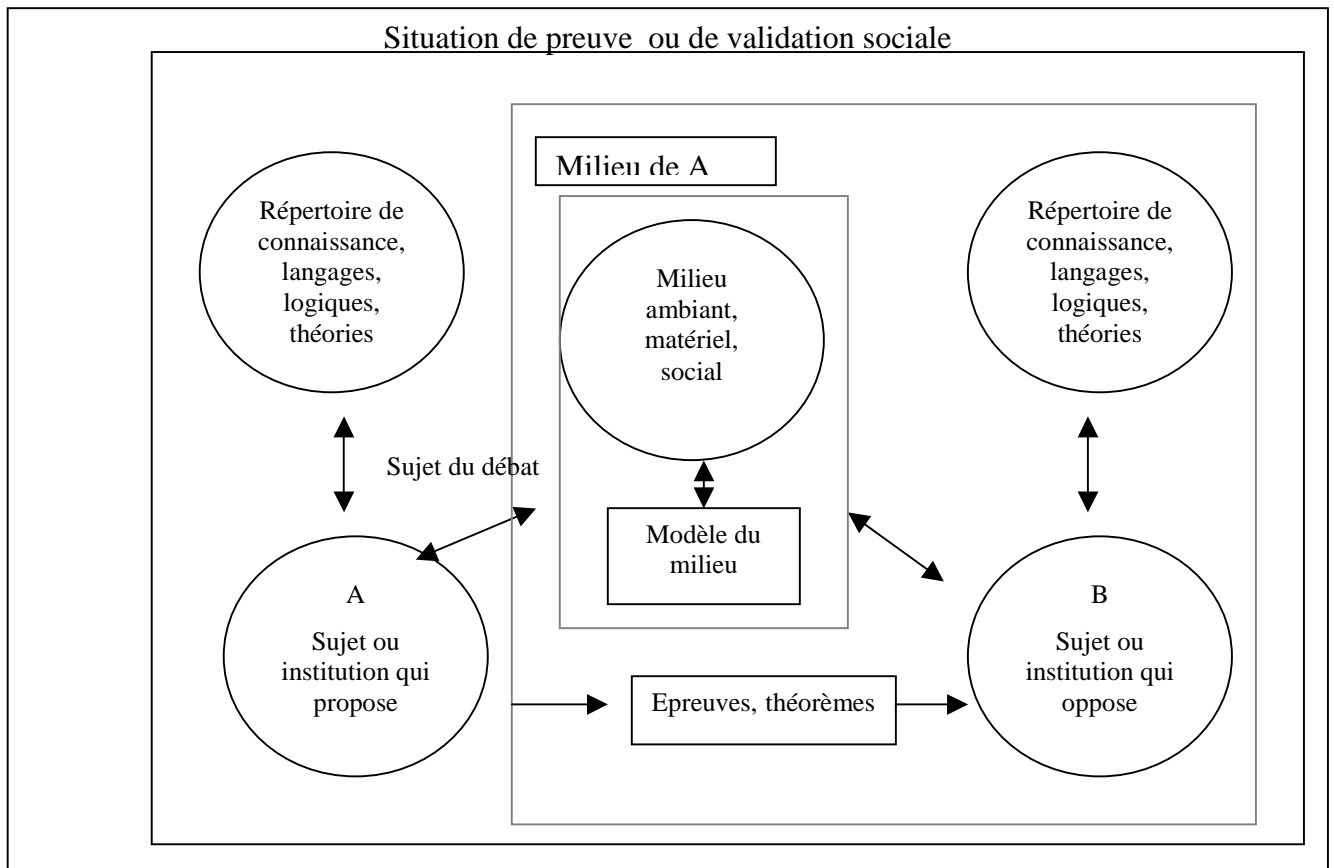 Situation de preuve ou de validation sociale
Milieu de A
Répertoire de
connaissance,
langages,
logiques,
théories
Milieu
ambiant,
matériel,
social
Répertoire de
connaissance,
langages,
logiques,
théories
Sujet du débat
Modèle du
milieu
A
Sujet ou
institution qui
propose
B
Sujet ou
institution qui
oppose
Epreuves, théorèmes